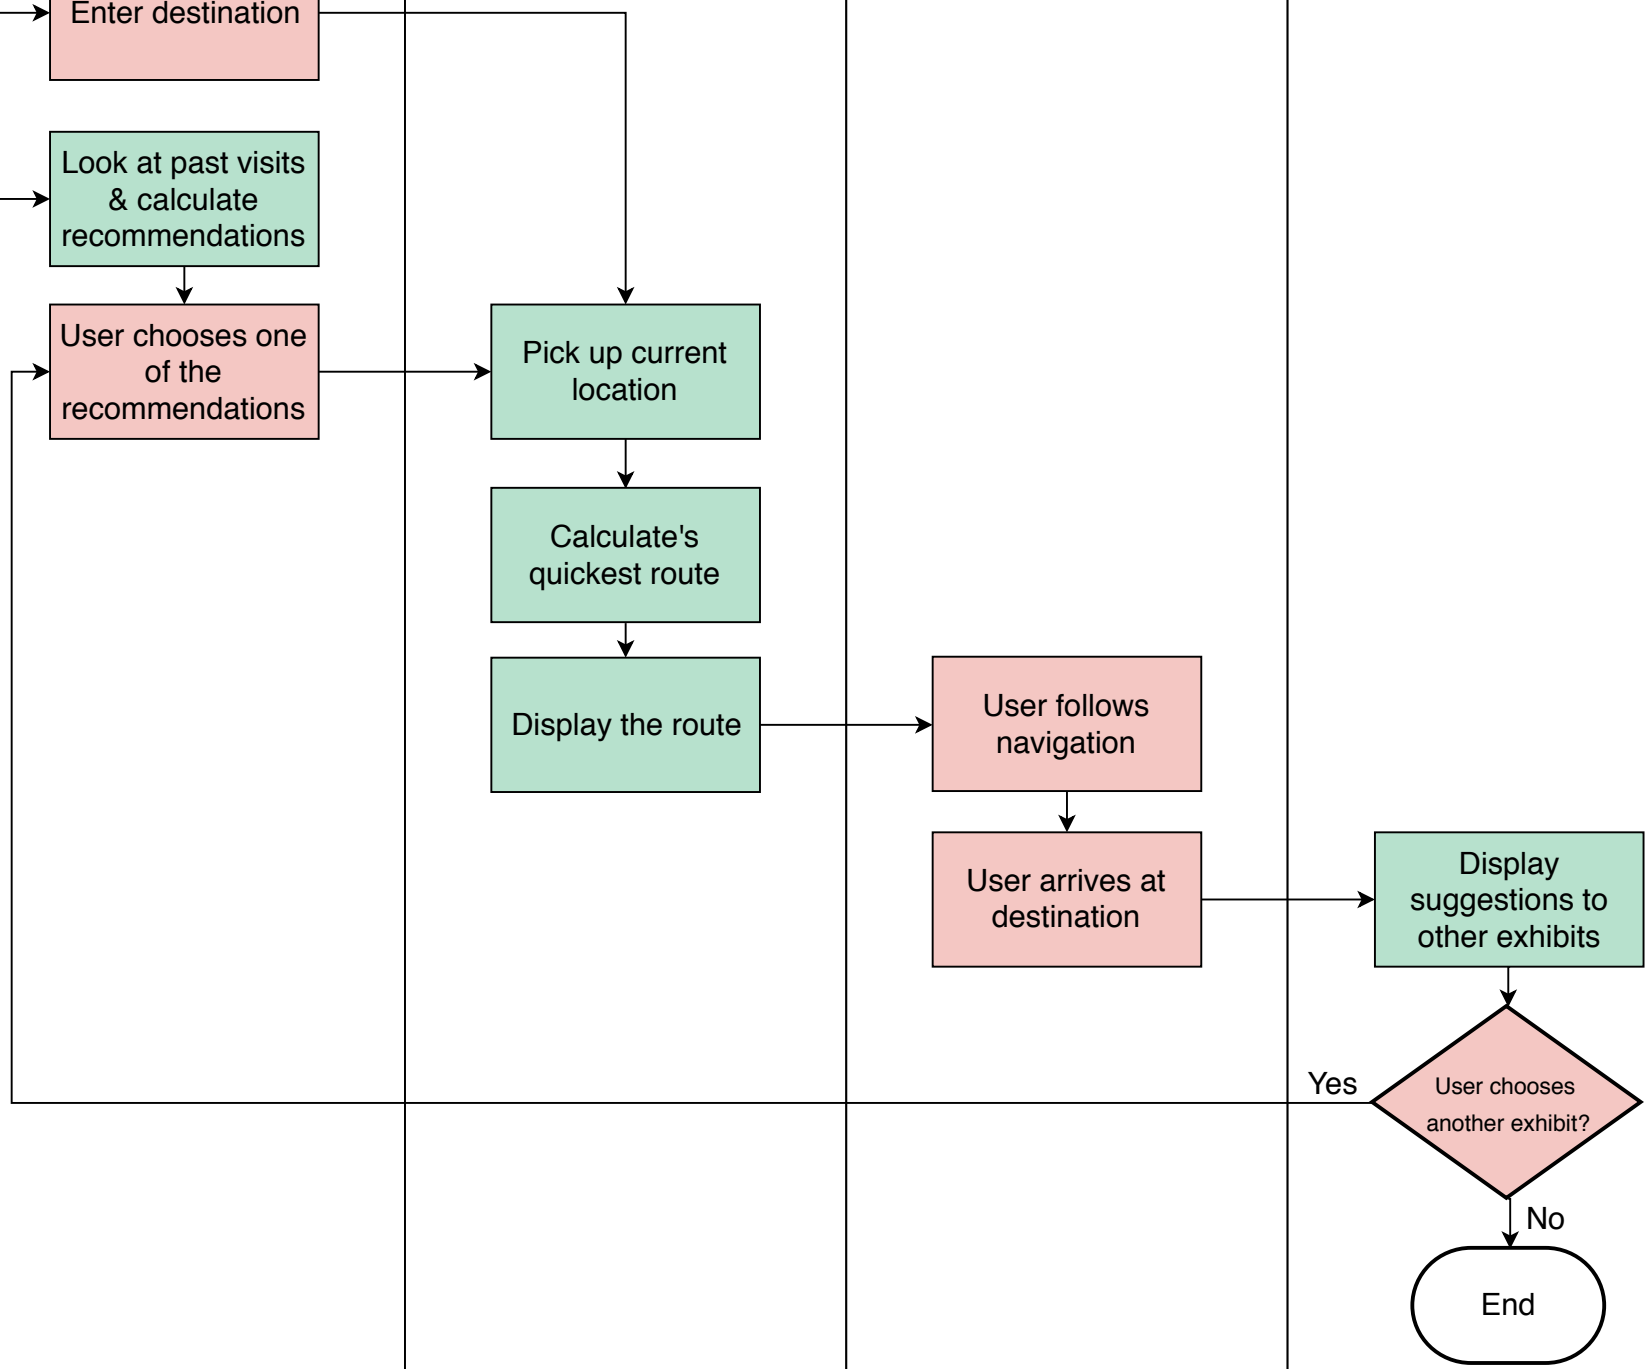 Enter destination
Look at past visits
& calculate
recommendations
User chooses one
of the
recommendations
Pick up current
location
Calculate's
quickest route
Display the route
User follows
navigation
User arrives at
destination
Display
suggestions to
other exhibits
Yes
User chooses
another exhibit?
No
End